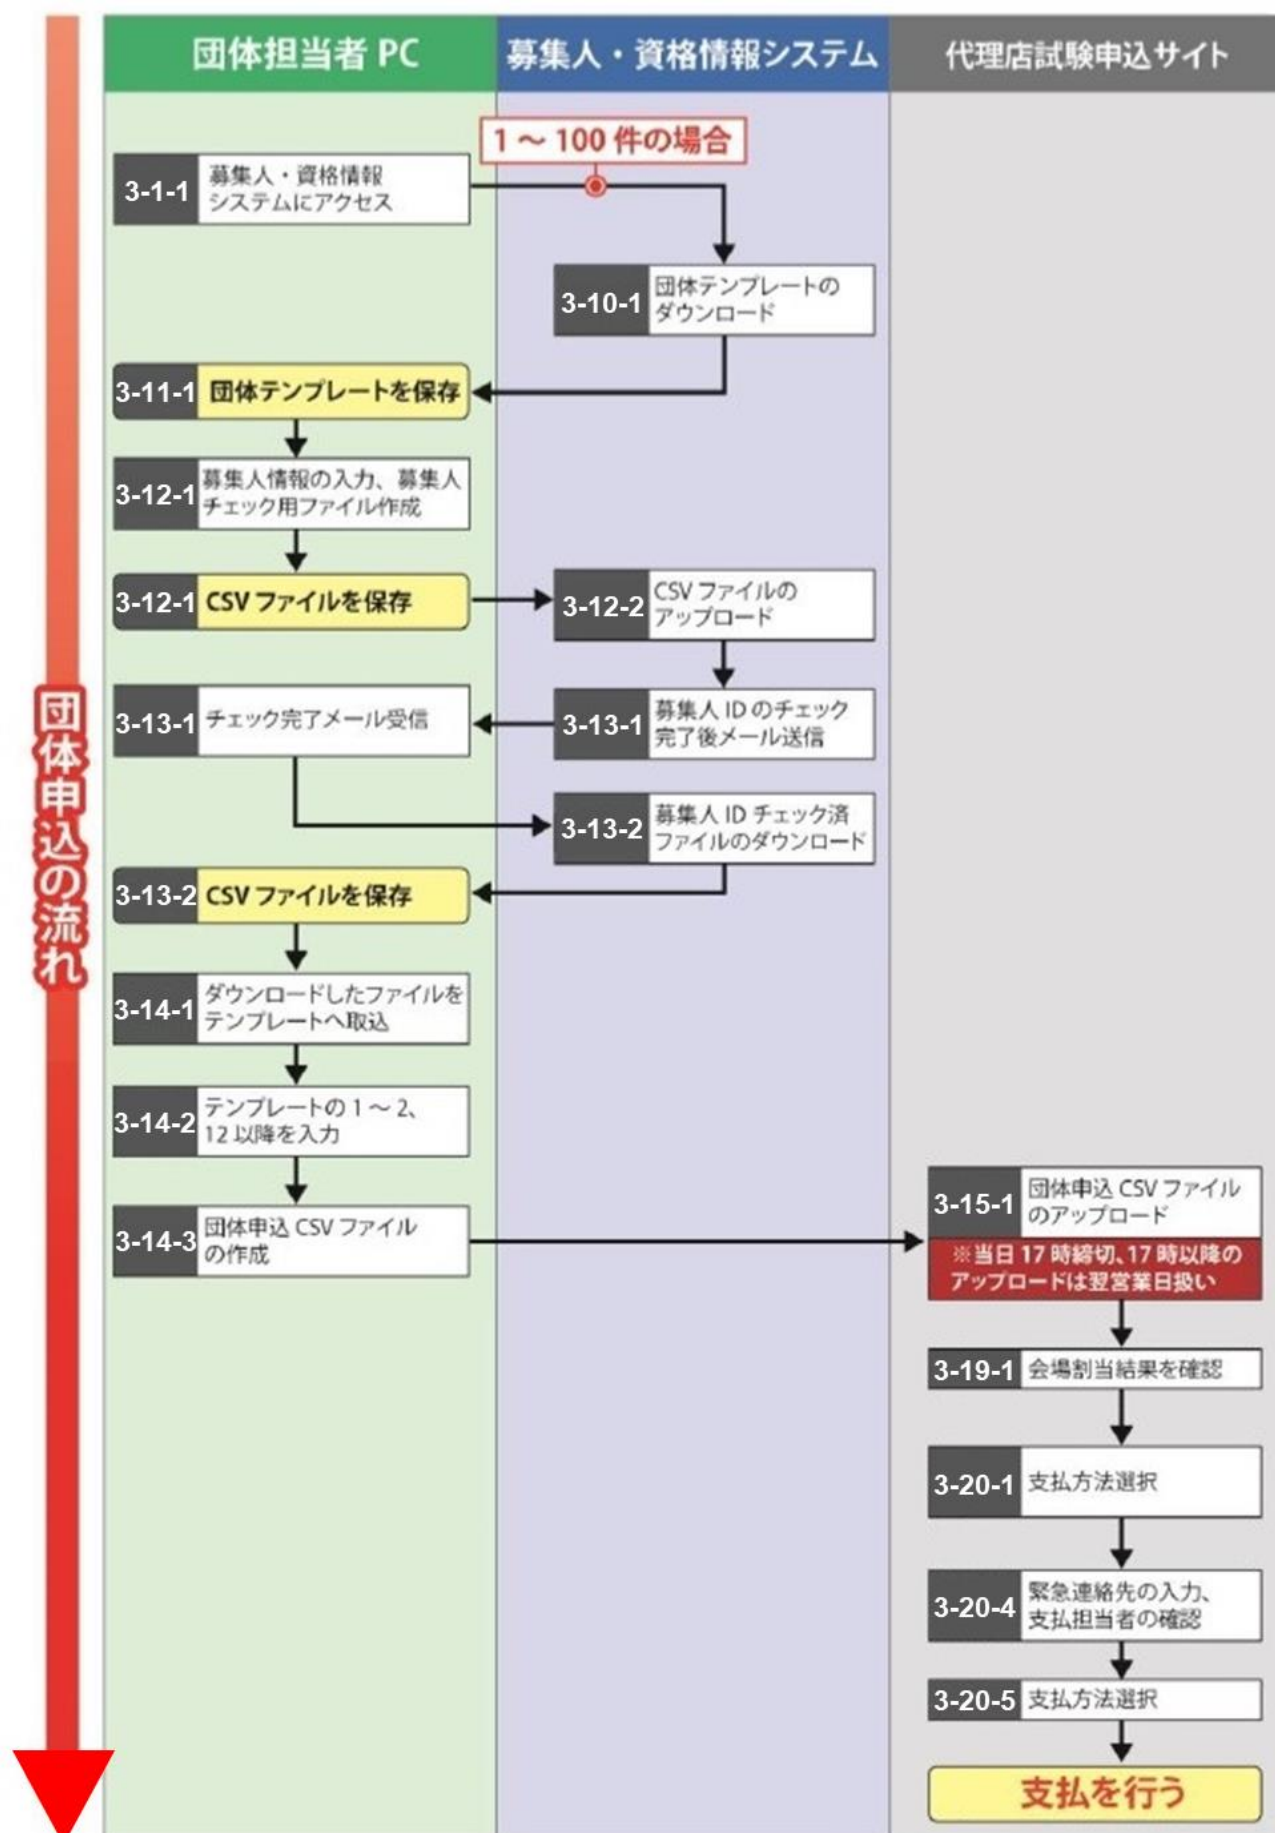 団体担当者 PC
募集人・資格情報システム
代理店試験申込サイト
1 ~ 100 件の場合
3-1-1
募集人・資格情報
システムにアクセス
3-10-1
団体テンプレートの
ダウンロード
3-11-1
団体テンプレートを保存
3-12-1
募集人情報の入力、募集人
チェック用ファイル作成
3-12-1
CSV ファイルを保存
3-12-2
CSV ファイルの
アップロード
3-13-1
チェック完了メール受信
3-13-1
募集人 ID のチェック
完了後メール送信
3-13-2
募集人 ID チェック済
ファイルのダウンロード
3-13-2
CSV ファイルを保存
3-14-1
ダウンロードしたファイルを
テンプレートへ取込
3-14-2
テンプレートの 1 ~ 2、
12 以降を入力
3-14-3
団体申込 CSV ファイル
の作成
3-15-1
団体申込 CSV ファイル
のアップロード
※当日 17 時締切、17 時以降の
アップロードは翌営業日扱い
3-19-1
会場割当結果を確認
3-20-1
支払方法選択
3-20-4
緊急連絡先の入力、
支払担当者の確認
3-20-5
支払方法選択
支払を行う
団体申込の流れ